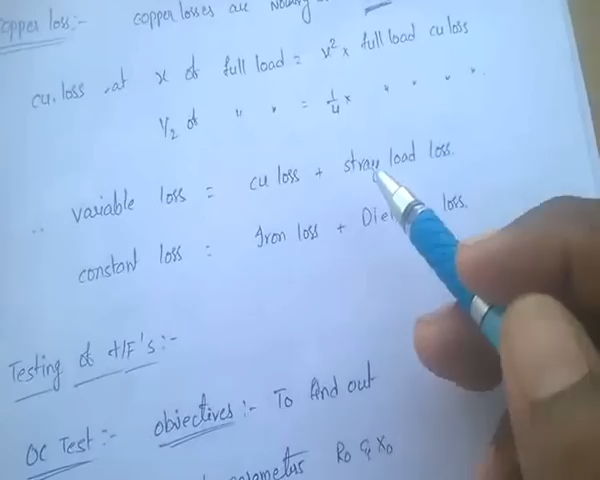 copper loss:- copper losses are
cu.loss at x of full load = x² x full load cu loss
1/2 of " " = 1/4 x " " " ".
∴ variable loss = cu loss + stray load loss.
constant loss = Iron loss + Die loss.
Testing of t/F's:-
OC Test:- objectives:- To find out
parameters R₀ & X₀